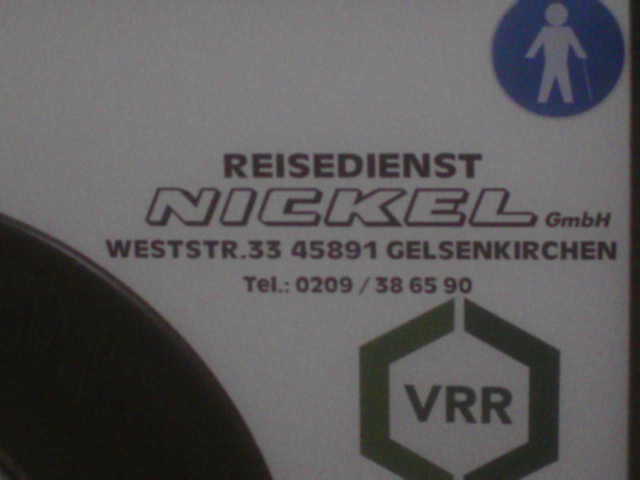 REISEDIENST
NICKEL GmbH
WESTSTR.33 45891 GELSENKIRCHEN
Tel.: 0209 / 38 65 90
VRR